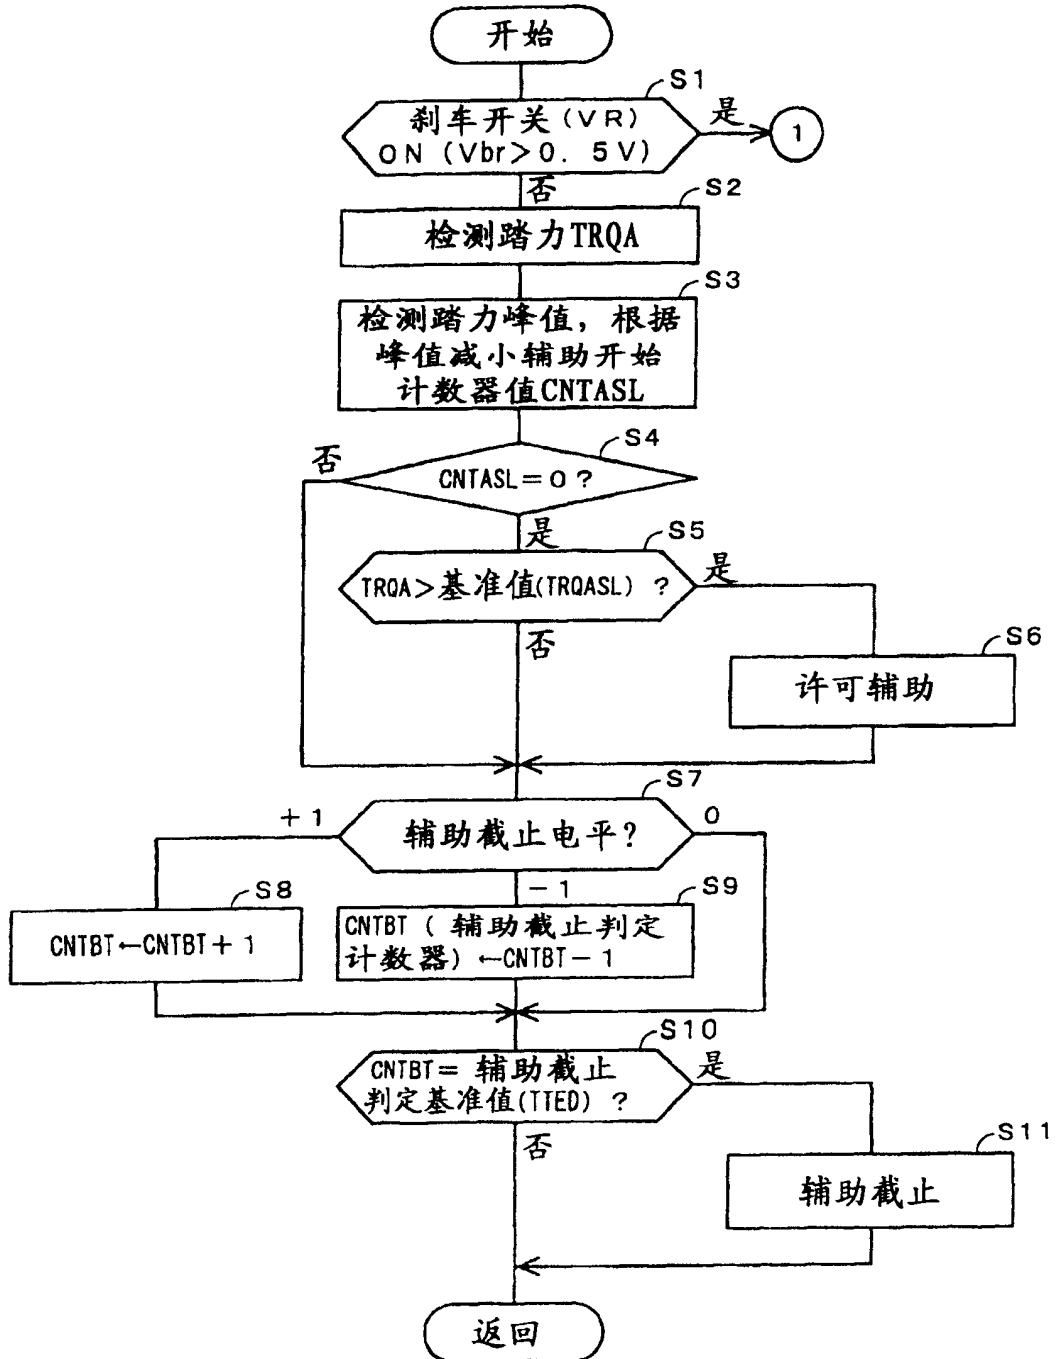 开始
S1
刹车开关(VR)
ON (Vbr>0. 5V)
是
1
否
S2
检测踏力TRQA
S3
检测踏力峰值, 根据
峰值减小辅助开始
计数器值CNTASL
S4
否
CNTASL=0?
是
S5
TRQA>基准值(TRQASL) ?
是
否
S6
许可辅助
S7
+1
辅助截止电平?
0
-1
S8
CNTBT←CNTBT+1
S9
CNTBT ( 辅助截止判定
计数器) ←CNTBT-1
S10
CNTBT= 辅助截止
判定基准值(TTED) ?
是
否
S11
辅助截止
返回